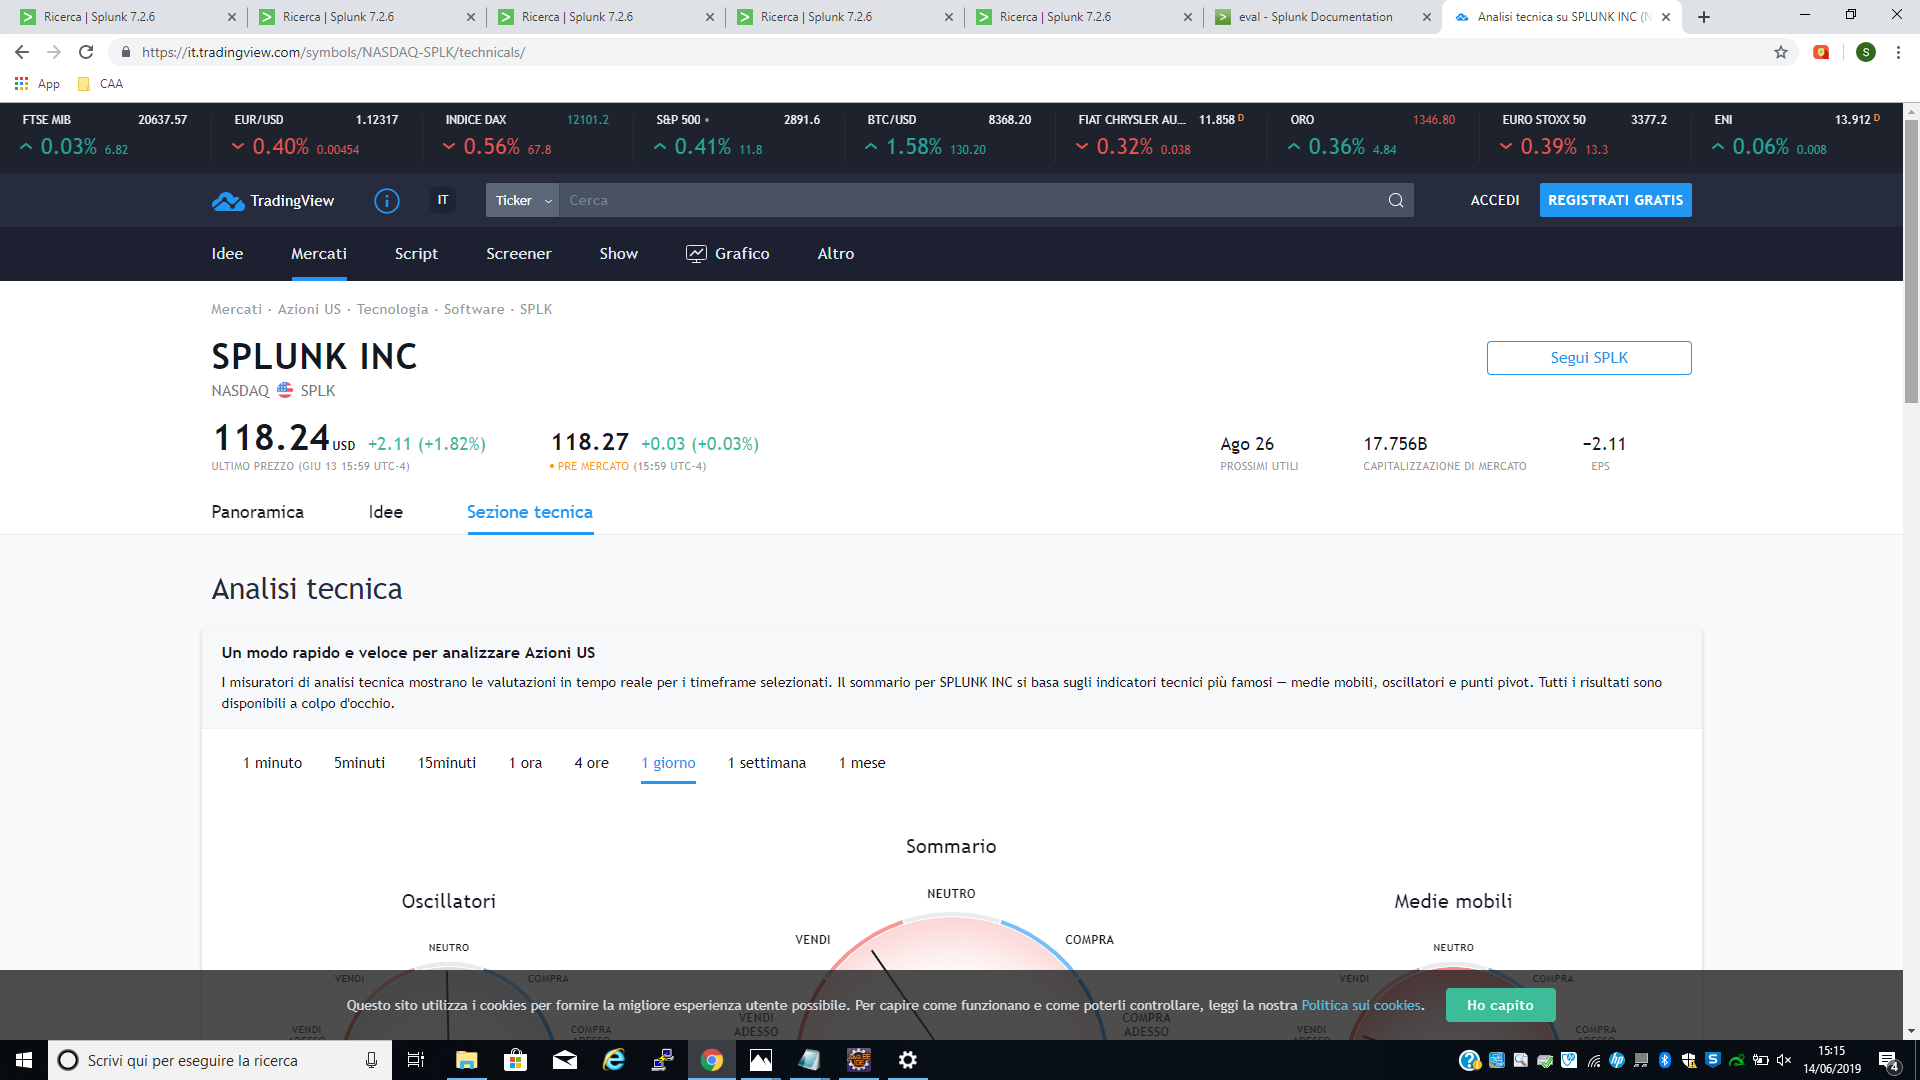 Ricerca | Splunk 7.2.6
Ricerca | Splunk 7.2.6
Ricerca | Splunk 7.2.6
Ricerca | Splunk 7.2.6
Ricerca | Splunk 7.2.6
eval - Splunk Documentation
Analisi tecnica su SPLUNK INC (N
https://it.tradingview.com/symbols/NASDAQ-SPLK/technicals/
S
App
CAA
FTSE MIB 20637.57
0.03% 6.82
EUR/USD 1.12317
0.40% 0.00454
INDICE DAX 12101.2
0.56% 67.8
S&P 500 2891.6
0.41% 11.8
BTC/USD 8368.20
1.58% 130.20
FIAT CHRYSLER AU... 11.858 D
0.32% 0.038
ORO 1346.80
0.36% 4.84
EURO STOXX 50 3377.2
0.39% 13.3
ENI 13.912 D
0.06% 0.008
TradingView
IT
Ticker
Cerca
ACCEDI
REGISTRATI GRATIS
Idee
Mercati
Script
Screener
Show
Grafico
Altro
Mercati · Azioni US · Tecnologia · Software · SPLK
SPLUNK INC
Segui SPLK
NASDAQ SPLK
118.24 USD +2.11 (+1.82%)
ULTIMO PREZZO (GIU 13 15:59 UTC-4)
118.27 +0.03 (+0.03%)
• PRE MERCATO (15:59 UTC-4)
Ago 26
PROSSIMI UTILI
17.756B
CAPITALIZZAZIONE DI MERCATO
−2.11
EPS
Panoramica
Idee
Sezione tecnica
Analisi tecnica
Un modo rapido e veloce per analizzare Azioni US
I misuratori di analisi tecnica mostrano le valutazioni in tempo reale per i timeframe selezionati. Il sommario per SPLUNK INC si basa sugli indicatori tecnici più famosi — medie mobili, oscillatori e punti pivot. Tutti i risultati sono
disponibili a colpo d'occhio.
1 minuto
5minuti
15minuti
1 ora
4 ore
1 giorno
1 settimana
1 mese
Sommario
NEUTRO
VENDI
COMPRA
VENDI
ADESSO
COMPRA
ADESSO
Oscillatori
NEUTRO
VENDI
COMPRA
VENDI
ADESSO
COMPRA
ADESSO
Medie mobili
NEUTRO
VENDI
COMPRA
VENDI
ADESSO
COMPRA
ADESSO
Questo sito utilizza i cookies per fornire la migliore esperienza utente possibile. Per capire come funzionano e come poterli controllare, leggi la nostra Politica sui cookies.
Ho capito
Scrivi qui per eseguire la ricerca
15:15
14/06/2019
4